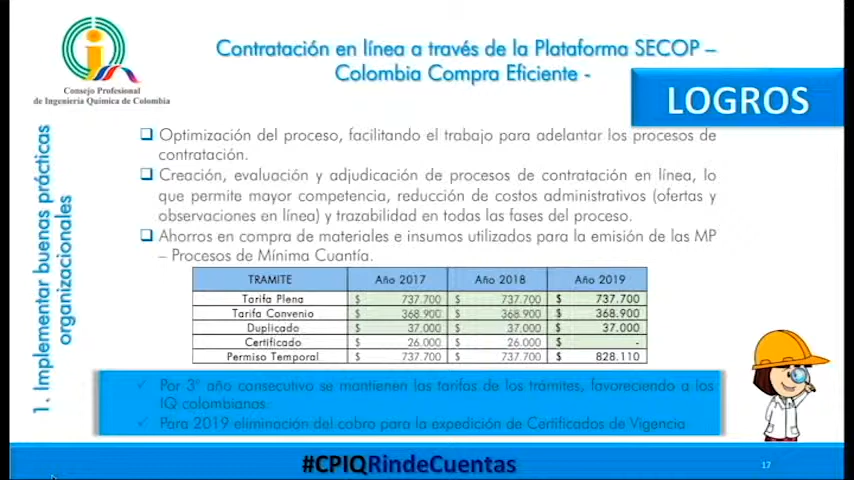 Consejo Profesional
de Ingeniería Química de Colombia
Contratación en línea a través de la Plataforma SECOP –
Colombia Compra Eficiente -
LOGROS
1. Implementar buenas prácticas
organizacionales
❑ Optimización del proceso, facilitando el trabajo para adelantar los procesos de
contratación.
❑ Creación, evaluación y adjudicación de procesos de contratación en línea, lo
que permite mayor competencia, reducción de costos administrativos (ofertas y
observaciones en línea) y trazabilidad en todas las fases del proceso.
❑ Ahorros en compra de materiales e insumos utilizados para la emisión de las MP
– Procesos de Mínima Cuantía.
TRAMITE Año 2017 Año 2018 Año 2019
Tarifa Plena $ 737.700 $ 737.700 $ 737.700
Tarifa Convenio $ 368.900 $ 368.900 $ 368.900
Duplicado $ 37.000 $ 37.000 $ 37.000
Certificado $ 26.000 $ 26.000 $ -
Permiso Temporal $ 737.700 $ 737.700 $ 828.110
✓ Por 3° año consecutivo se mantienen las tarifas de los trámites, favoreciendo a los
IQ colombianos.
✓ Para 2019 eliminación del cobro para la expedición de Certificados de Vigencia
#CPIQRindeCuentas
17